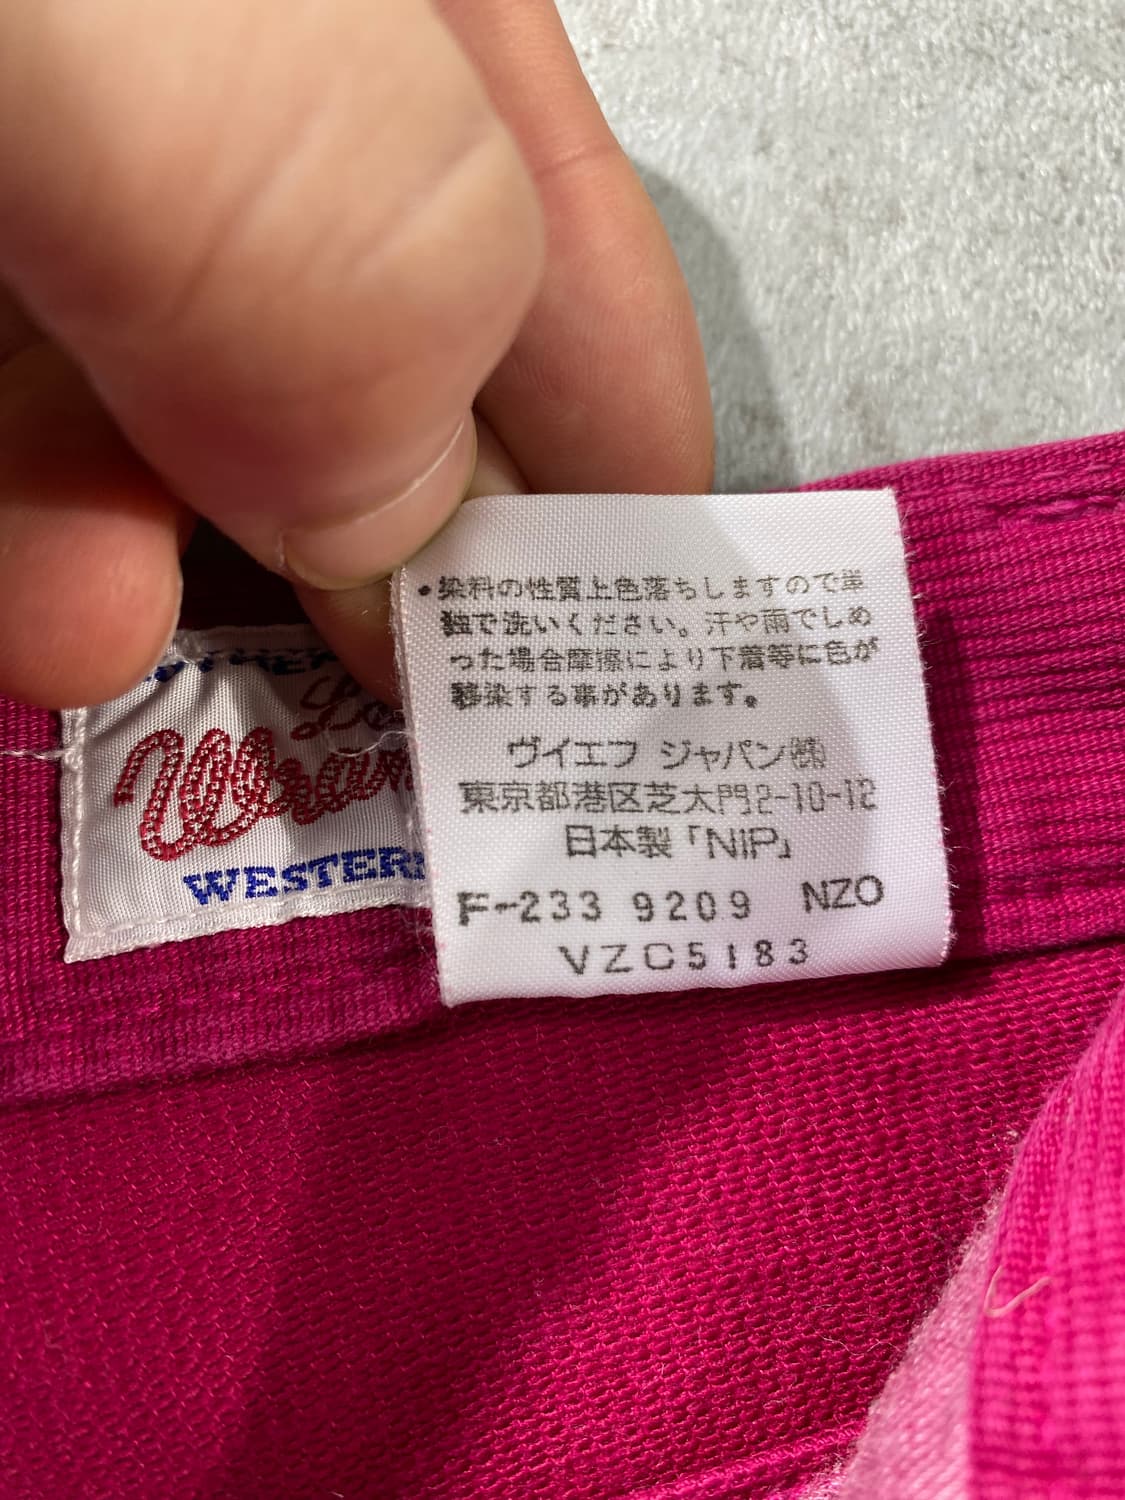 ・染料の性質上色落ちしますので単
独で洗いください。汗や雨でしめ
った場合摩擦により下着等に色が
移染する事があります。
ヴイエフ ジャパン㈱
東京都港区芝大門2-10-12
日本製「NIP」
F-233 9209 NZO
VZC5183
WESTERN